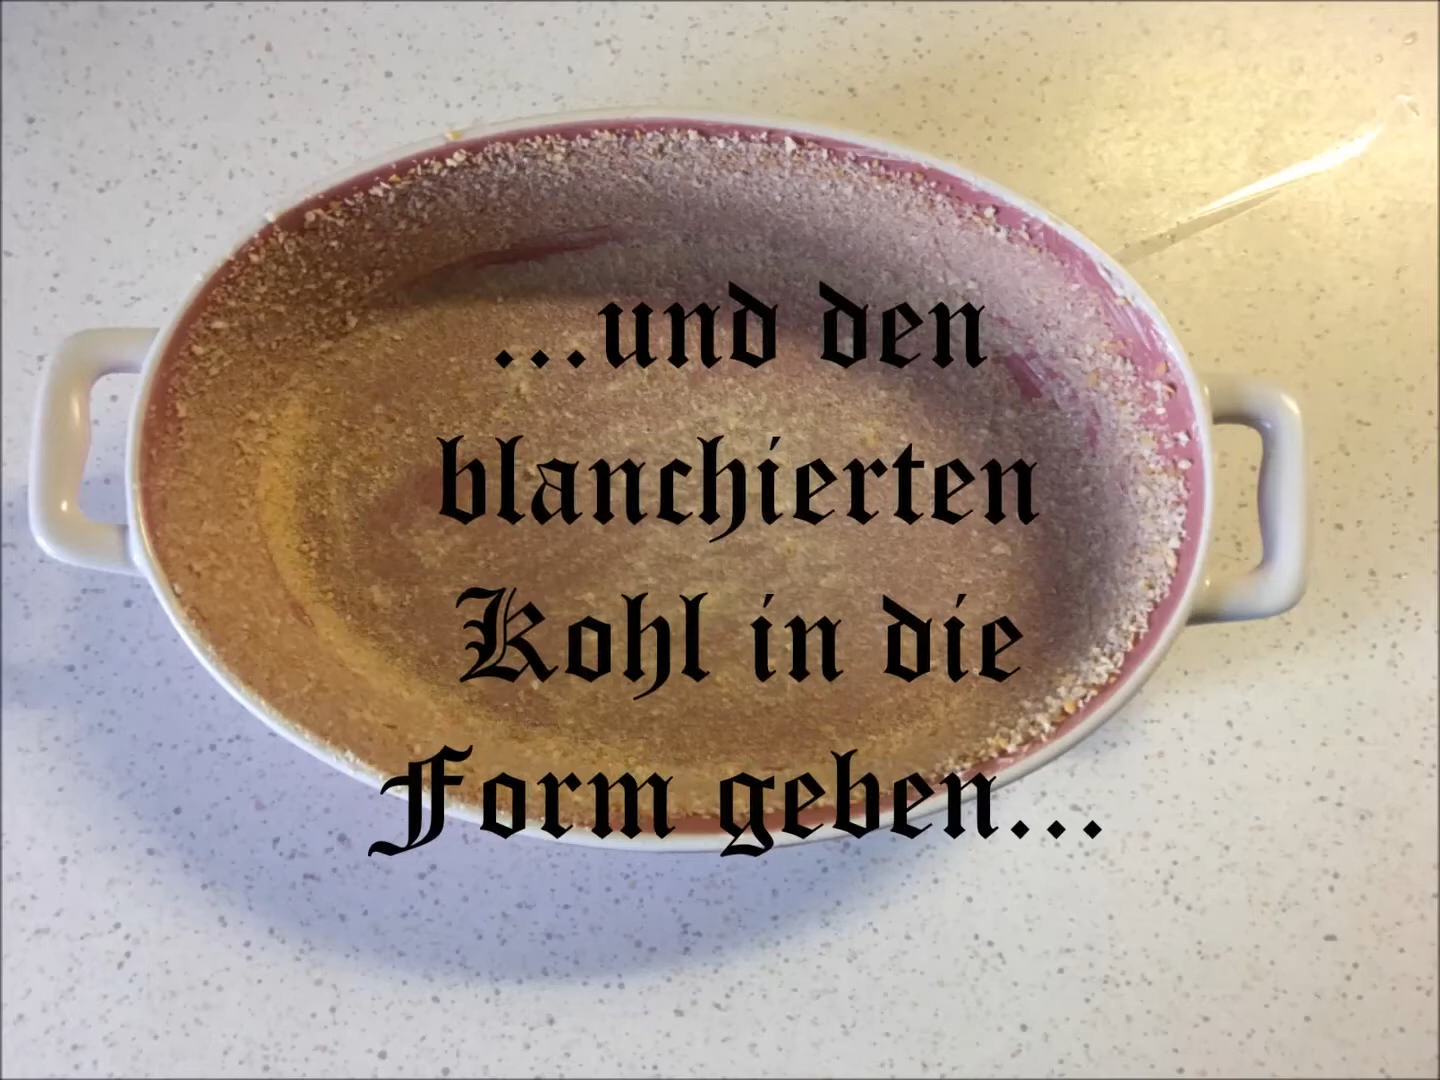 ...und den
blanchierten
Kohl in die
Form geben...